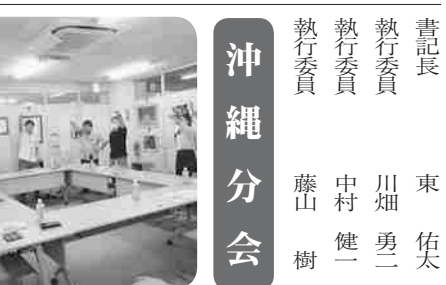 書記長 東 佑太
執行委員 川畑 勇二
執行委員 中村 健一
執行委員 藤山 樹
沖縄分会